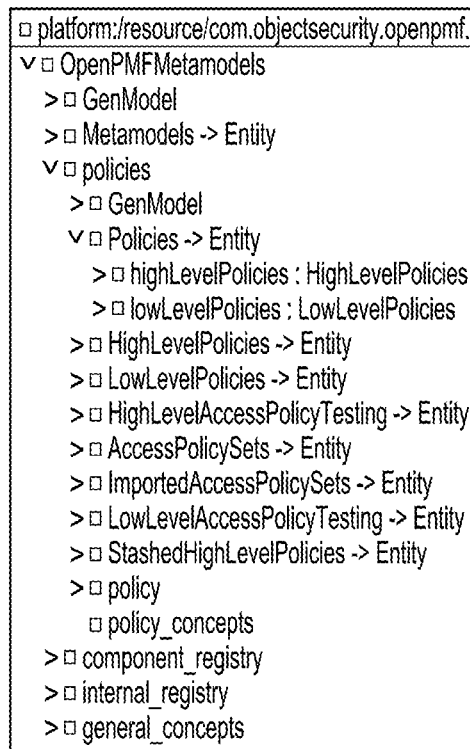 platform:/resource/com.objectsecurity.openpmf.
OpenPMFMetamodels
GenModel
Metamodels -> Entity
policies
GenModel
Policies -> Entity
highLevelPolicies : HighLevelPolicies
lowLevelPolicies : LowLevelPolicies
HighLevelPolicies -> Entity
LowLevelPolicies -> Entity
HighLevelAccessPolicyTesting -> Entity
AccessPolicySets -> Entity
ImportedAccessPolicySets -> Entity
LowLevelAccessPolicyTesting -> Entity
StashedHighLevelPolicies -> Entity
policy
policy_concepts
component_registry
internal_registry
general_concepts